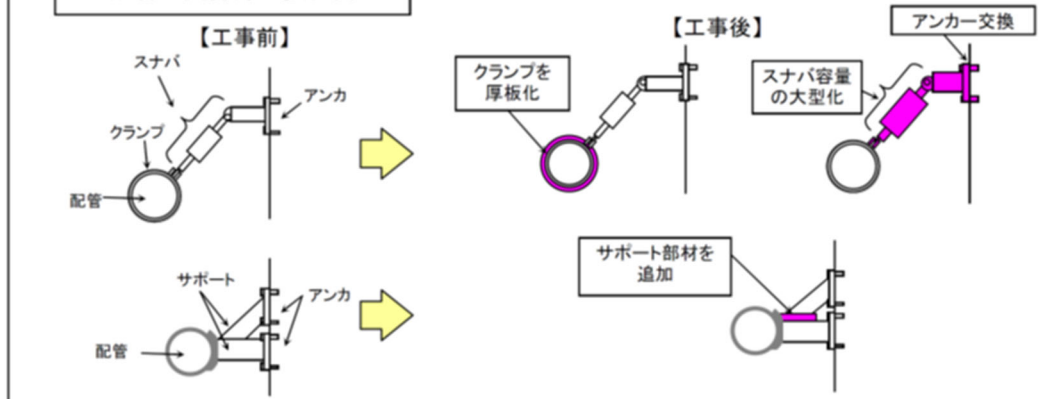 【工事前】
スナバ
アンカ
クランプ
配管
【工事後】
クランプを
厚板化
アンカー交換
スナバ容量
の大型化
サポート
アンカ
配管
サポート部材を
追加